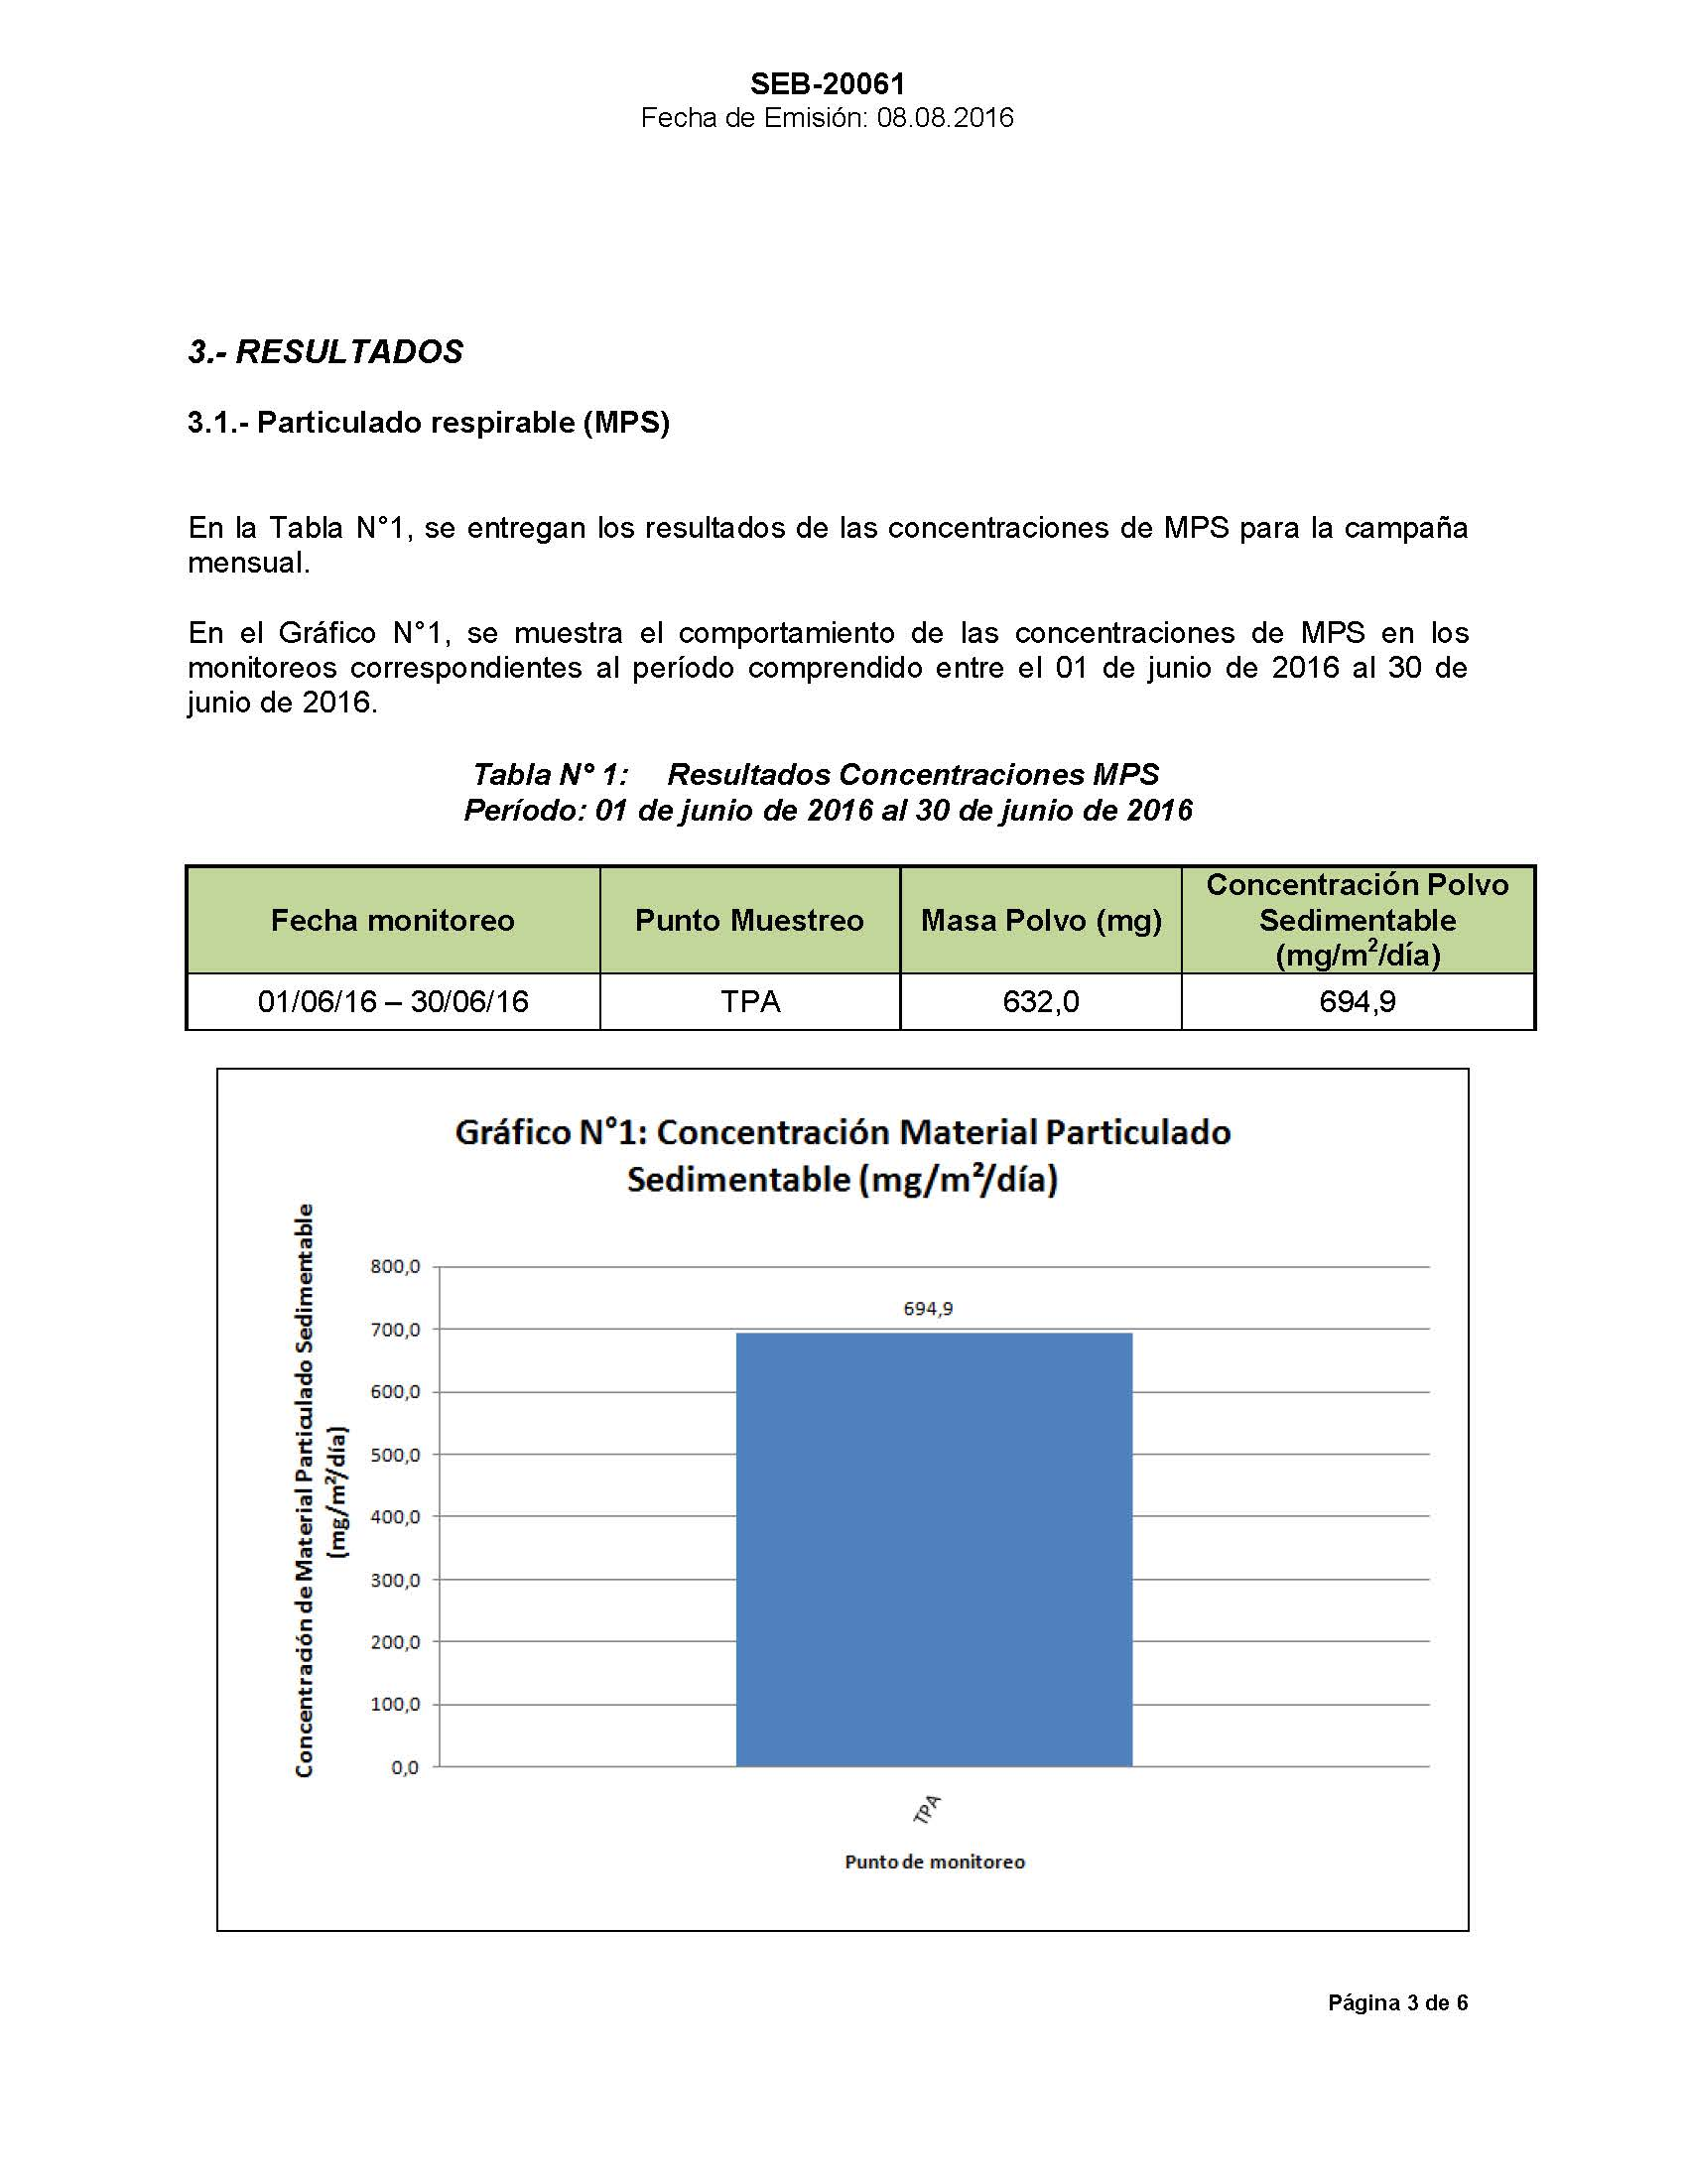 SEB-20061
Fecha de Emisión: 08.08.2016
3.- RESULTADOS
3.1.- Particulado respirable (MPS)
En la Tabla N°1, se entregan los resultados de las concentraciones de MPS para la campaña
mensual.
En el Gráfico N°1, se muestra el comportamiento de las concentraciones de MPS en los
monitoreos correspondientes al período comprendido entre el 01 de junio de 2016 al 30 de
junio de 2016.
Tabla N° 1: Resultados Concentraciones MPS
Período: 01 de junio de 2016 al 30 de junio de 2016
Fecha monitoreo
Punto Muestreo
Masa Polvo (mg)
Concentración Polvo
Sedimentable
(mg/m²/día)
01/06/16 – 30/06/16
TPA
632,0
694,9
Gráfico N°1: Concentración Material Particulado
Sedimentable (mg/m²/día)
Concentración de Material Particulado Sedimentable
(mg/m²/día)
800,0
700,0
600,0
500,0
400,0
300,0
200,0
100,0
0,0
694,9
TPA
Punto de monitoreo
Página 3 de 6